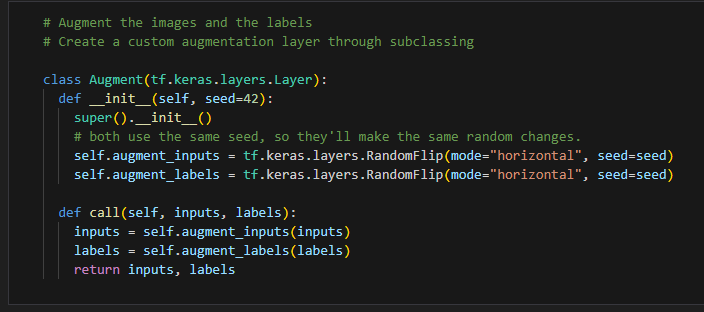 # Augment the images and the labels
# Create a custom augmentation layer through subclassing
class Augment(tf.keras.layers.Layer):
def __init__(self, seed=42):
super().__init__()
# both use the same seed, so they'll make the same random changes.
self.augment_inputs = tf.keras.layers.RandomFlip(mode="horizontal", seed=seed)
self.augment_labels = tf.keras.layers.RandomFlip(mode="horizontal", seed=seed)
def call(self, inputs, labels):
inputs = self.augment_inputs(inputs)
labels = self.augment_labels(labels)
return inputs, labels